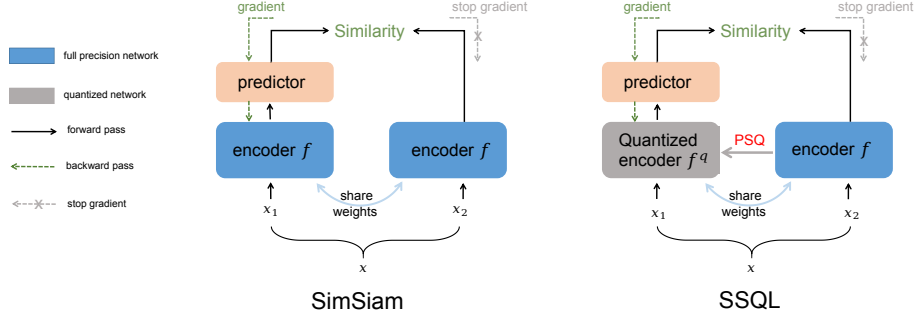 full precision network
quantized network
forward pass
backward pass
stop gradient
gradient
stop gradient
Similarity
predictor
encoder f
encoder f
share
weights
x₁
x₂
x
SimSiam
gradient
stop gradient
Similarity
predictor
Quantized
encoder f^q
PSQ
encoder f
share
weights
x₁
x₂
x
SSQL